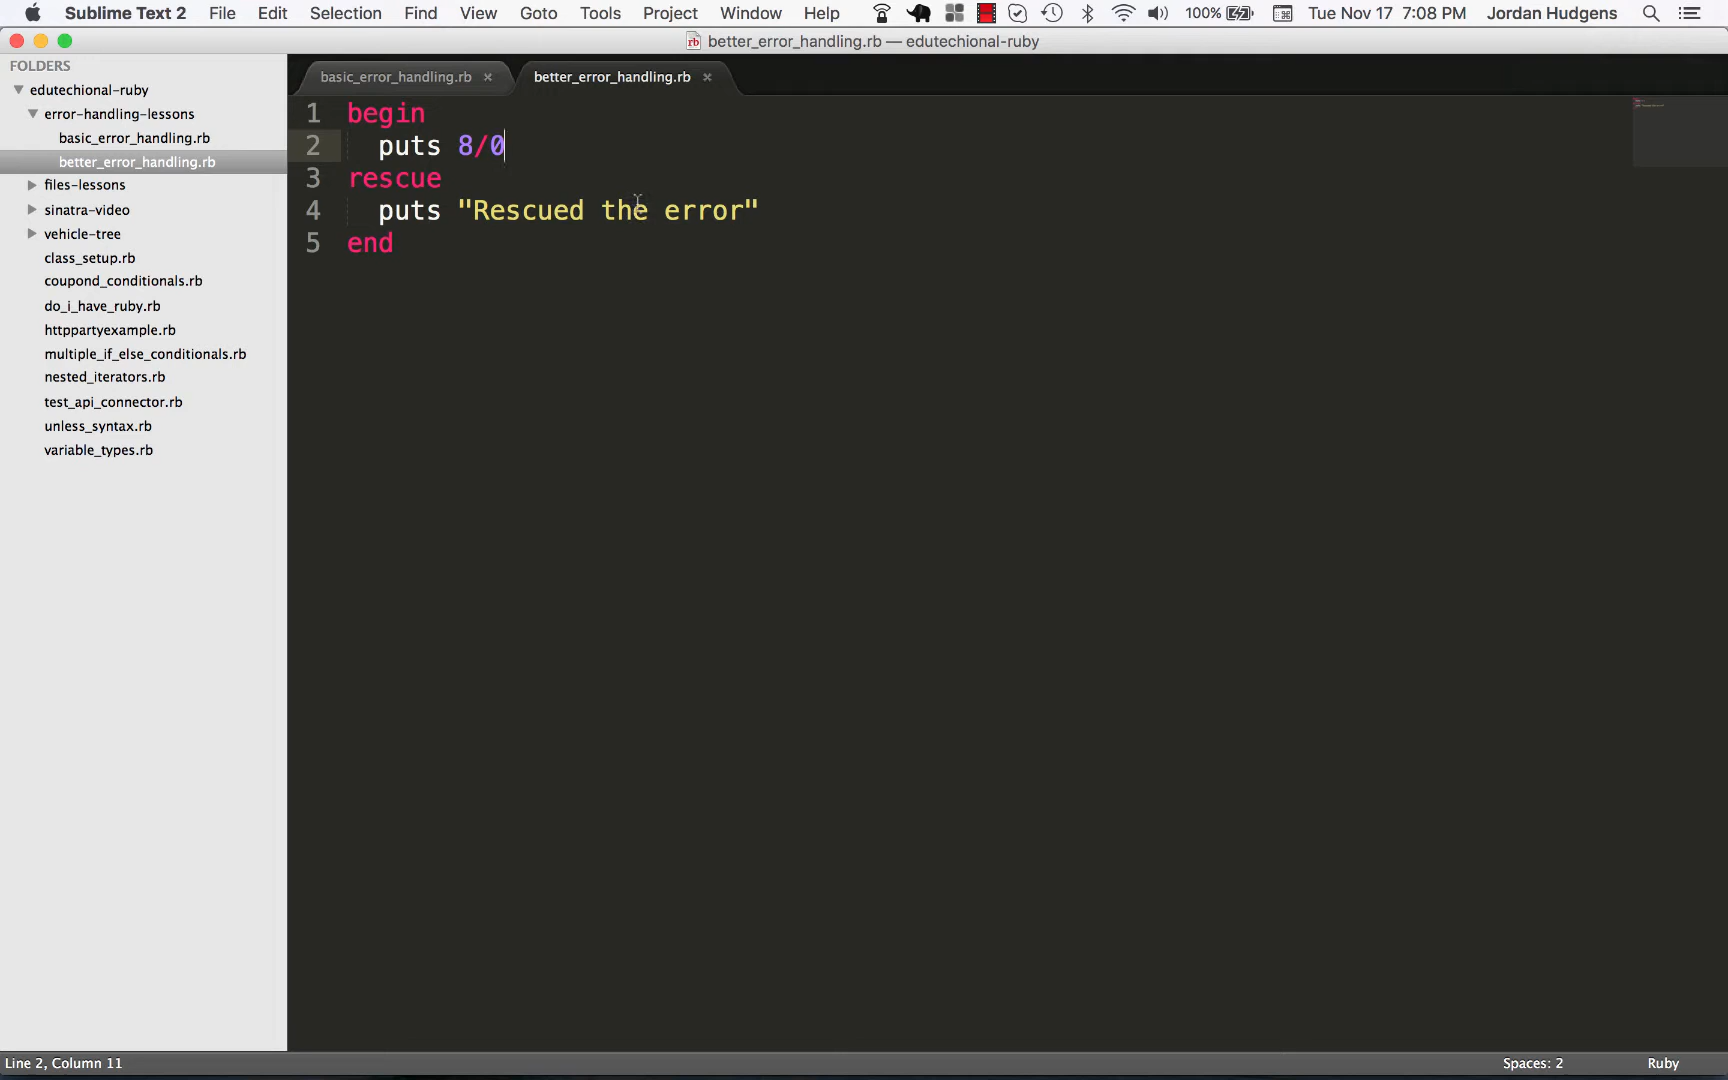 Sublime Text 2 File Edit Selection Find View Goto Tools Project Window Help 100% Tue Nov 17 7:08 PM Jordan Hudgens
rb better_error_handling.rb — edutechional-ruby
FOLDERS
edutechional-ruby
error-handling-lessons
basic_error_handling.rb
better_error_handling.rb
files-lessons
sinatra-video
vehicle-tree
class_setup.rb
coupond_conditionals.rb
do_i_have_ruby.rb
httppartyexample.rb
multiple_if_else_conditionals.rb
nested_iterators.rb
test_api_connector.rb
unless_syntax.rb
variable_types.rb
basic_error_handling.rb × better_error_handling.rb ×
1 begin
2 puts 8/0
3 rescue
4 puts "Rescued the error"
5 end
Line 2, Column 11 Spaces: 2 Ruby